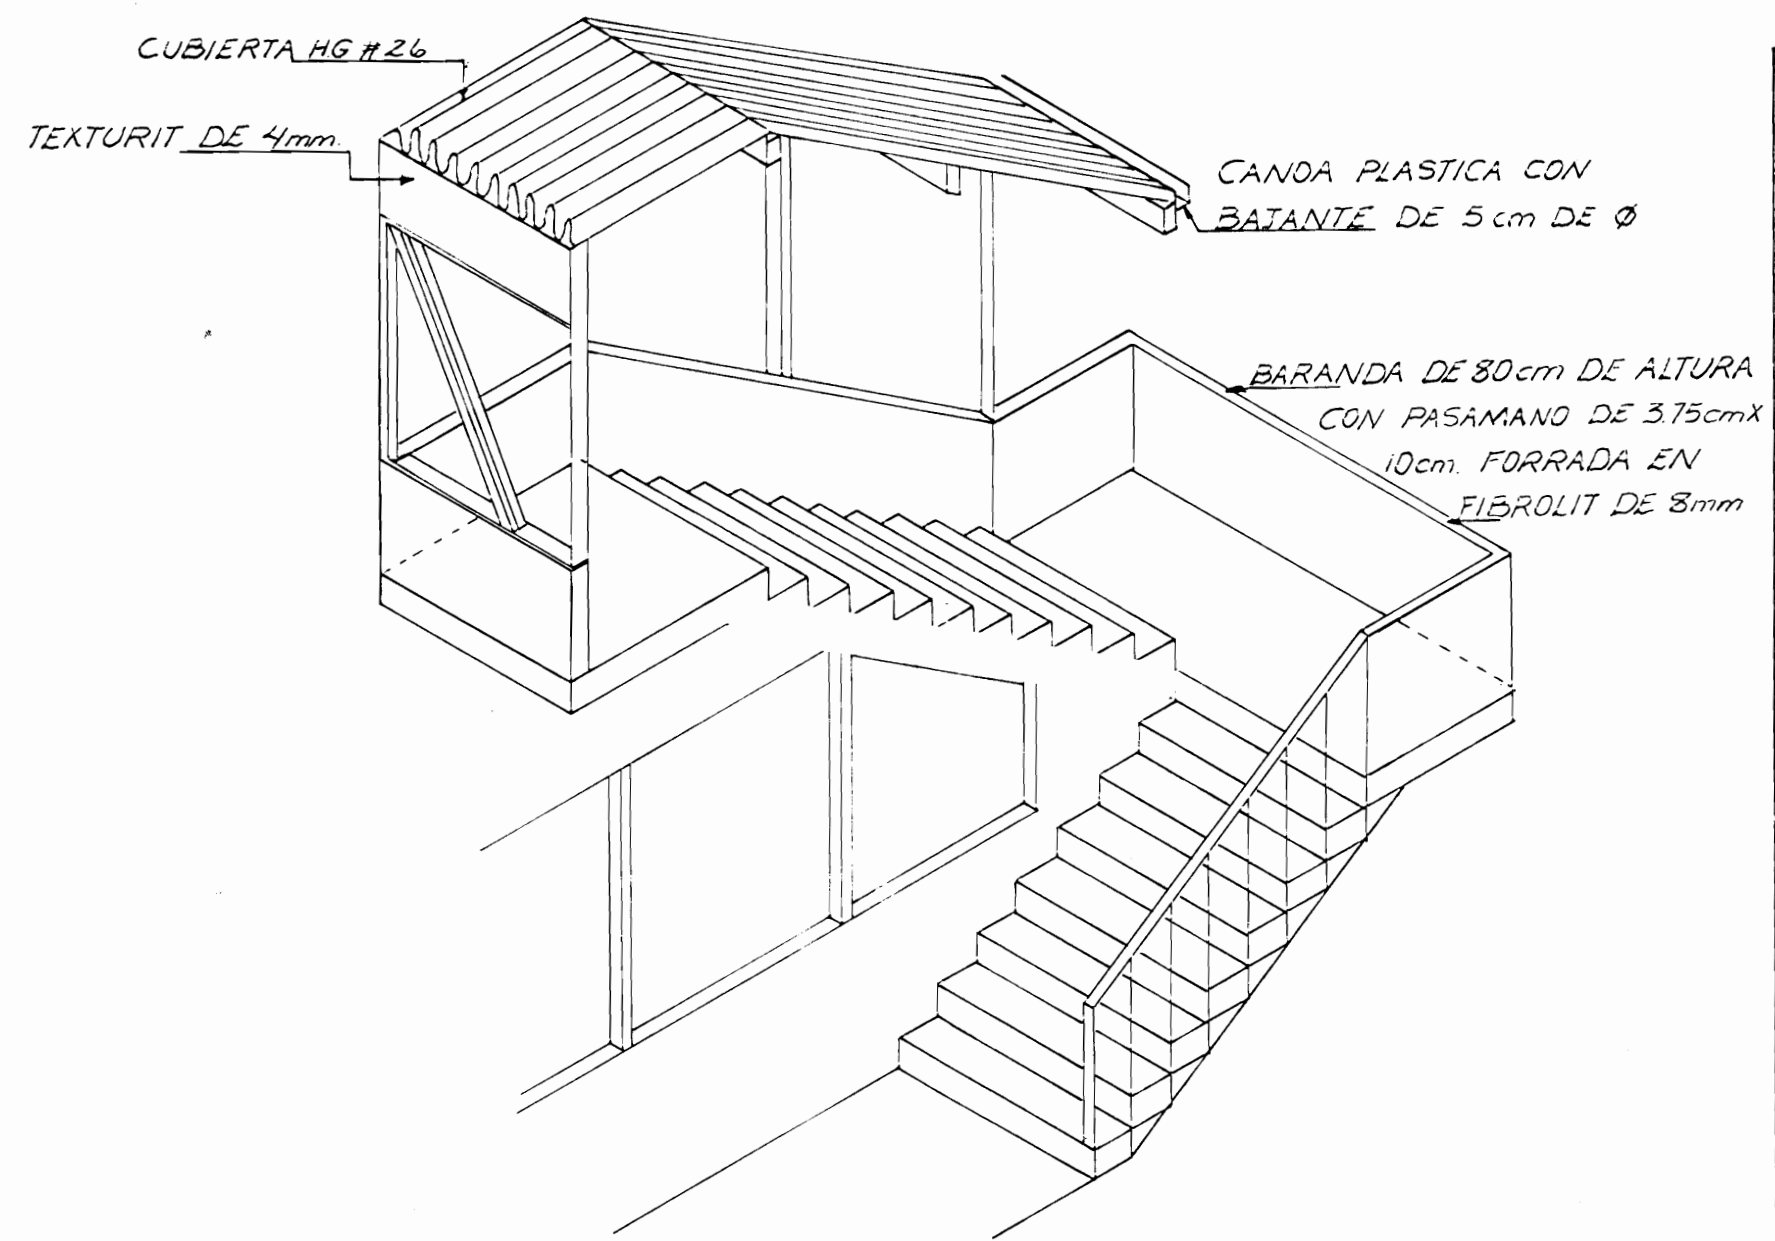 CUBIERTA H.G #26
TEXTURIT DE 4mm.
CANOA PLASTICA CON
BAJANTE DE 5 cm DE Ø
BARANDA DE 80cm DE ALTURA
CON PASAMANO DE 3.75cmX
10cm. FORRADA EN
FIBROLIT DE 8mm